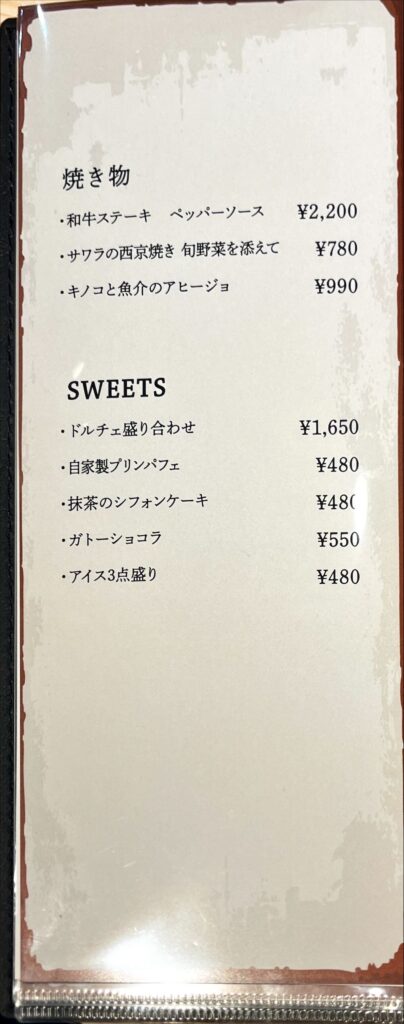 焼き物
・和牛ステーキ　ペッパーソース ¥2,200
・サワラの西京焼き 旬野菜を添えて ¥780
・キノコと魚介のアヒージョ ¥990
SWEETS
・ドルチェ盛り合わせ ¥1,650
・自家製プリンパフェ ¥480
・抹茶のシフォンケーキ ¥480
・ガトーショコラ ¥550
・アイス3点盛り ¥480